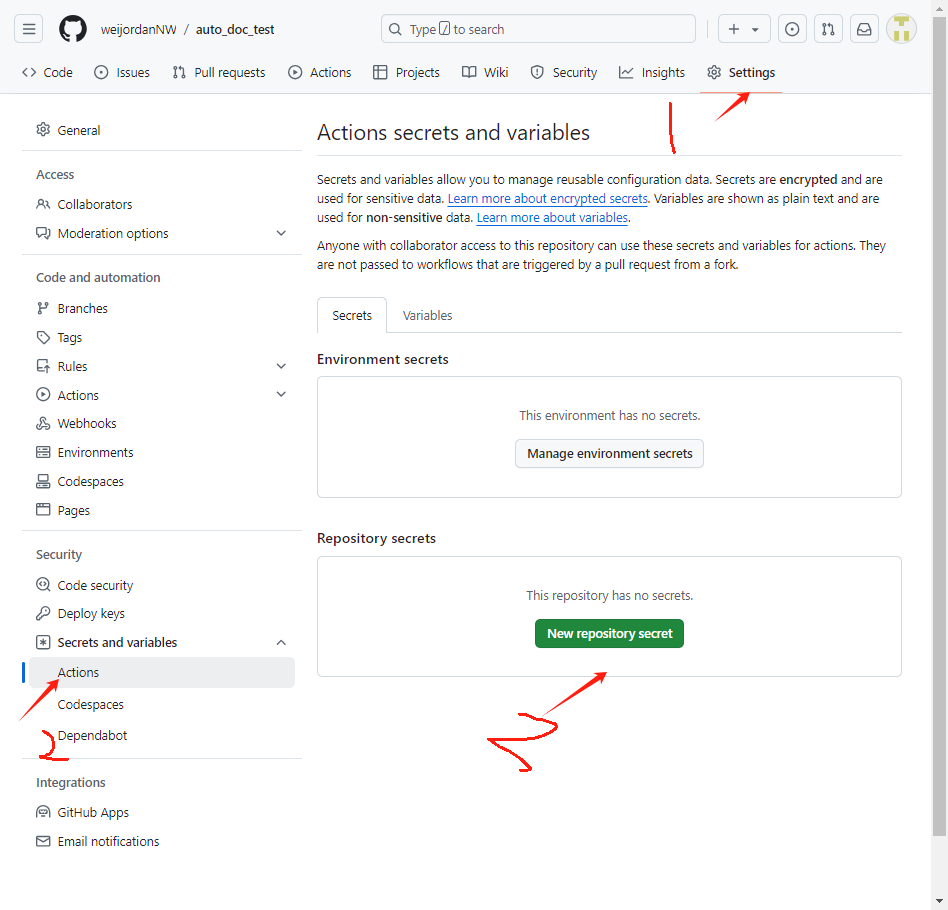 weijordanNW / auto_doc_test
Type / to search
Code Issues Pull requests Actions Projects Wiki Security Insights Settings
General
Access
Collaborators
Moderation options
Code and automation
Branches
Tags
Rules
Actions
Webhooks
Environments
Codespaces
Pages
Security
Code security
Deploy keys
Secrets and variables
Actions
Codespaces
Dependabot
2
Integrations
GitHub Apps
Email notifications
Actions secrets and variables
1
Secrets and variables allow you to manage reusable configuration data. Secrets are encrypted and are
used for sensitive data. Learn more about encrypted secrets. Variables are shown as plain text and are
used for non-sensitive data. Learn more about variables.
Anyone with collaborator access to this repository can use these secrets and variables for actions. They
are not passed to workflows that are triggered by a pull request from a fork.
Secrets Variables
Environment secrets
This environment has no secrets.
Manage environment secrets
Repository secrets
This repository has no secrets.
New repository secret
3